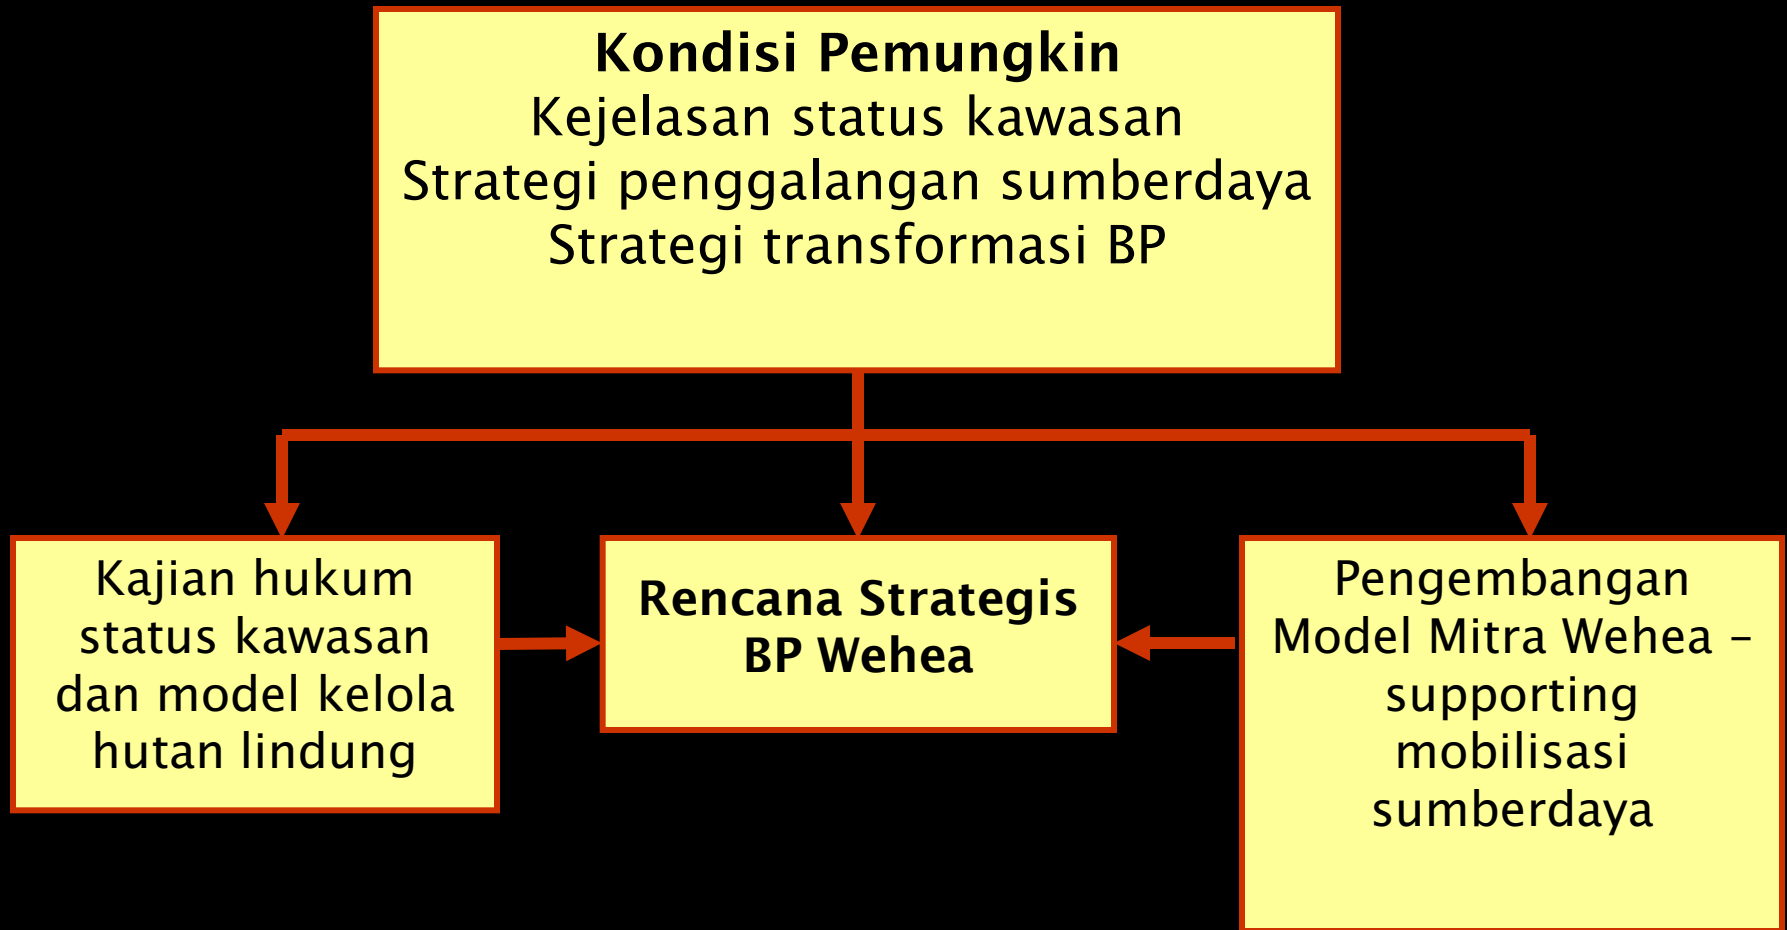 Kondisi Pemungkin
Kejelasan status kawasan
Strategi penggalangan sumberdaya
Strategi transformasi BP
Kajian hukum
status kawasan
dan model kelola
hutan lindung
Rencana Strategis
BP Wehea
Pengembangan
Model Mitra Wehea –
supporting
mobilisasi
sumberdaya